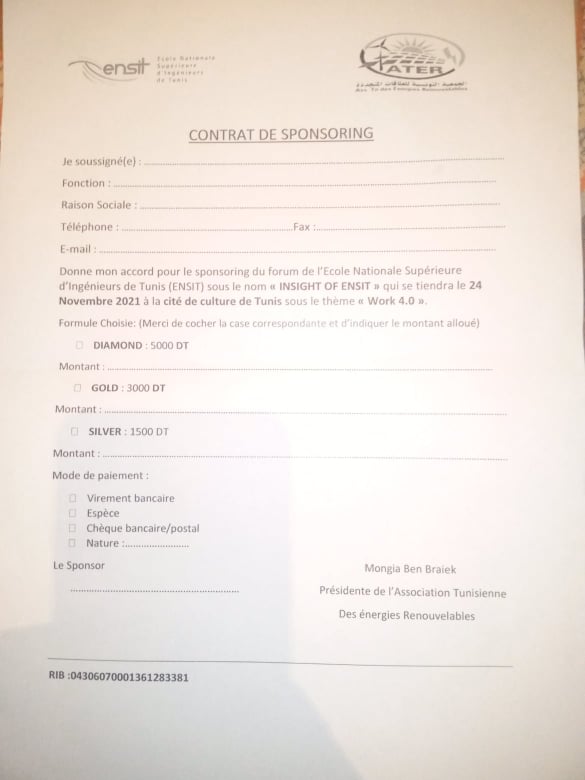 ensit
Ecole Nationale
Supérieure
d'Ingénieurs
de Tunis
ATER
الجمعية التونسية للطاقات المتجددة
Ass. Tn des Energies Renouvelables
CONTRAT DE SPONSORING
Je soussigné(e) : ........................................
Fonction : ........................................
Raison Sociale : ........................................
Téléphone : ....................Fax :....................
E-mail : ........................................
Donne mon accord pour le sponsoring du forum de l'Ecole Nationale Supérieure
d'Ingénieurs de Tunis (ENSIT) sous le nom « INSIGHT OF ENSIT » qui se tiendra le 24
Novembre 2021 à la cité de culture de Tunis sous le thème « Work 4.0 ».
Formule Choisie: (Merci de cocher la case correspondante et d'indiquer le montant alloué)
□ DIAMOND : 5000 DT
Montant : ........................................
□ GOLD : 3000 DT
Montant : ........................................
□ SILVER : 1500 DT
Montant : ........................................
Mode de paiement :
□ Virement bancaire
□ Espèce
□ Chèque bancaire/postal
□ Nature :........................
Le Sponsor
........................................
Mongia Ben Braiek
Présidente de l'Association Tunisienne
Des énergies Renouvelables
RIB :04306070001361283381